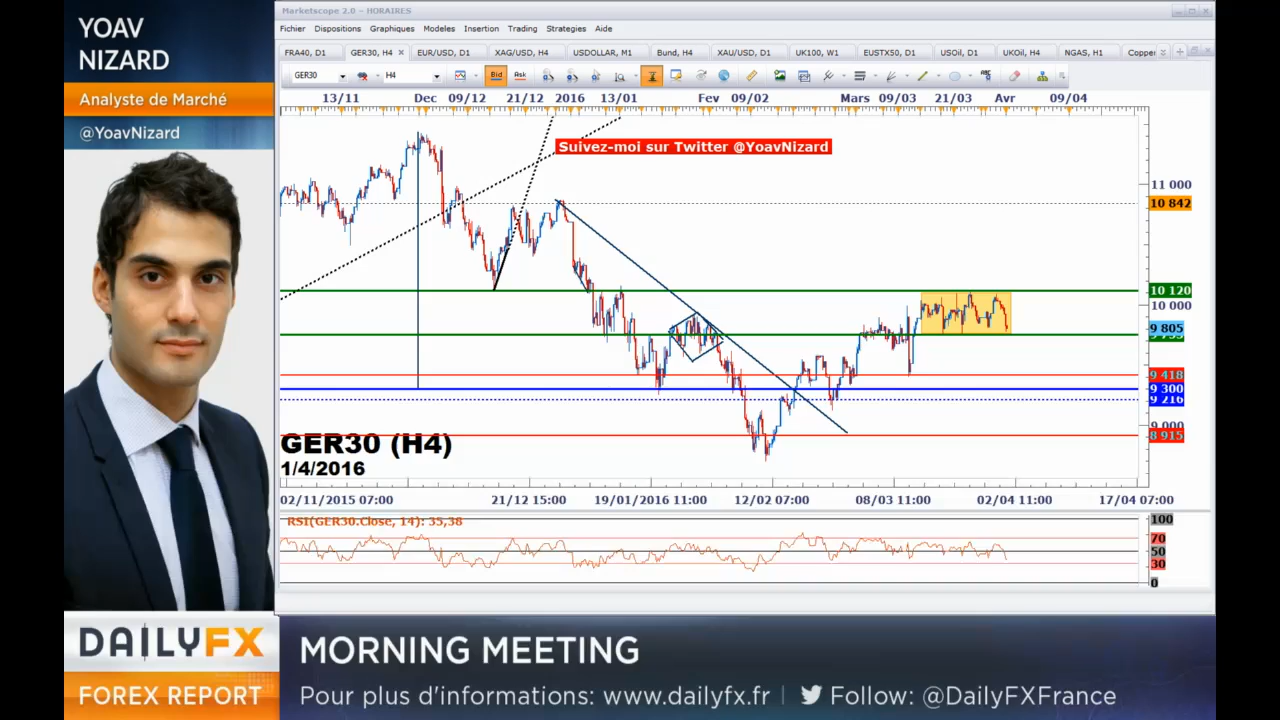 YOAV
NIZARD
Analyste de Marché
@YoavNizard
DAILYFX
FOREX REPORT
Marketscope 2.0 - HORAIRES
Fichier Dispositions Graphiques Modeles Insertion Trading Strategies Aide
FRA40, D1 GER30, H4 EUR/USD, D1 XAG/USD, H4 USDOLLAR, M1 Bund, H4 XAU/USD, D1 UK100, W1 EUSTX50, D1 USOil, D1 UKOil, H4 NGAS, H1 Copper
GER30 H4 Bid Ask
13/11 Dec 09/12 21/12 2016 13/01 Fev 09/02 Mars 09/03 21/03 Avr 09/04
Suivez-moi sur Twitter @YoavNizard
11 000
10 842
10 120
10 000
9 805
9 418
9 300
9 216
9 000
8 915
GER30 (H4)
1/4/2016
02/11/2015 07:00 21/12 15:00 19/01/2016 11:00 12/02 07:00 08/03 11:00 02/04 11:00 17/04 07:00
RSI(GER30.Close, 14): 35,38
100
70
50
30
0
MORNING MEETING
Pour plus d'informations: www.dailyfx.fr | Follow: @DailyFXFrance